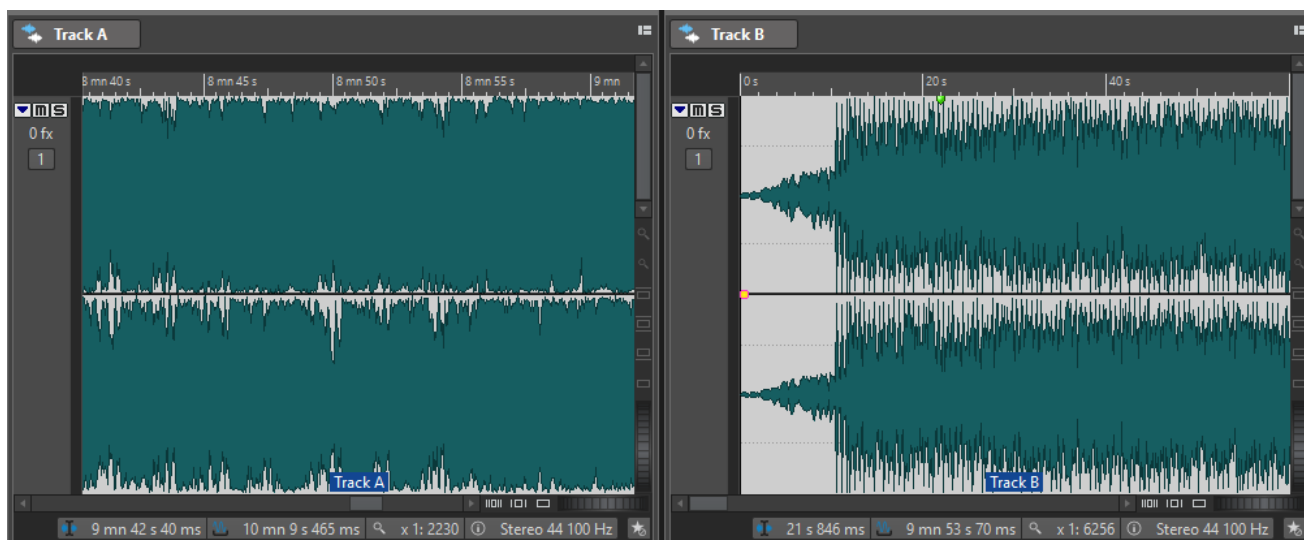 Track A
8 mn 40 s 8 mn 45 s 8 mn 50 s 8 mn 55 s 9 mn
m S
0 fx
1
Track A
9 mn 42 s 40 ms 10 mn 9 s 465 ms x 1: 2230 Stereo 44 100 Hz
Track B
0 s 20 s 40 s
m S
0 fx
1
Track B
21 s 846 ms 9 mn 53 s 70 ms x 1: 6256 Stereo 44 100 Hz